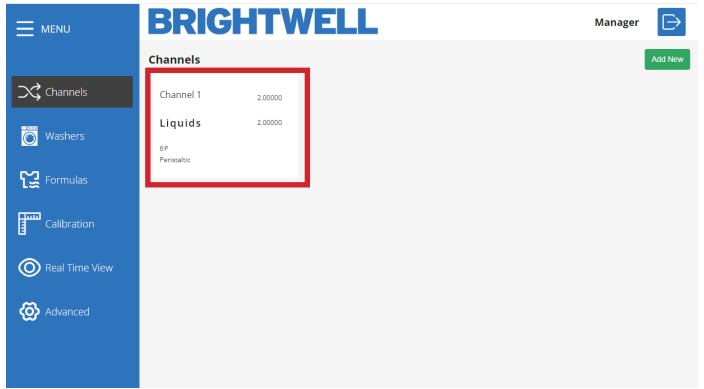 MENU
BRIGHTWELL
Manager
Channels
Add New
Channels
Washers
Formulas
Calibration
Real Time View
Advanced
Channel 1 2.00000
Liquids 2.00000
6P
Peristaltic